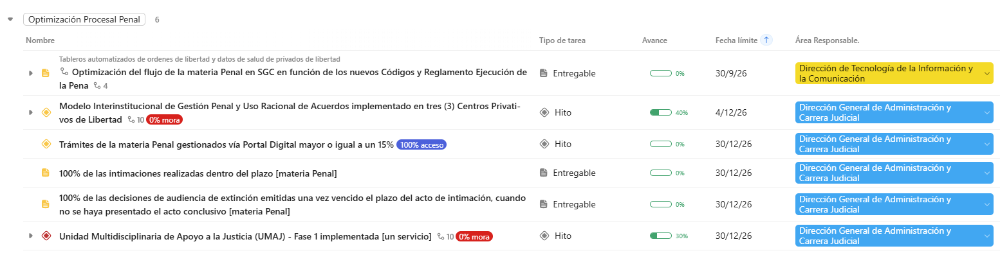 Optimización Procesal Penal 6
Nombre Tipo de tarea Avance Fecha límite Área Responsable.
Tableros automatizados de ordenes de libertad y datos de salud de privados de libertad
Optimización del flujo de la materia Penal en SGC en función de los nuevos Códigos y Reglamento Ejecución de
la Pena 4
Entregable 0% 30/9/26
Dirección de Tecnología de la Información y
la Comunicación
Modelo Interinstitucional de Gestión Penal y Uso Racional de Acuerdos implementado en tres (3) Centros Privati-
vos de Libertad 10 0% mora
Hito 40% 4/12/26
Dirección General de Administración y
Carrera Judicial
Trámites de la materia Penal gestionados vía Portal Digital mayor o igual a un 15% 100% acceso
Hito 0% 30/12/26
Dirección General de Administración y
Carrera Judicial
100% de las intimaciones realizadas dentro del plazo [materia Penal]
Entregable 0% 30/12/26
Dirección General de Administración y
Carrera Judicial
100% de las decisiones de audiencia de extinción emitidas una vez vencido el plazo del acto de intimación, cuando
no se haya presentado el acto conclusivo [materia Penal]
Entregable 0% 30/12/26
Dirección General de Administración y
Carrera Judicial
Unidad Multidisciplinaria de Apoyo a la Justicia (UMAJ) - Fase 1 implementada [un servicio] 10 0% mora
Hito 30% 30/12/26
Dirección General de Administración y
Carrera Judicial